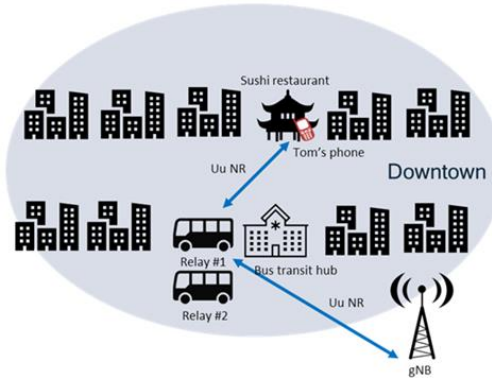 Sushi restaurant
Tom's phone
Uu NR
Downtown
Relay #1
Bus transit hub
Relay #2
Uu NR
gNB